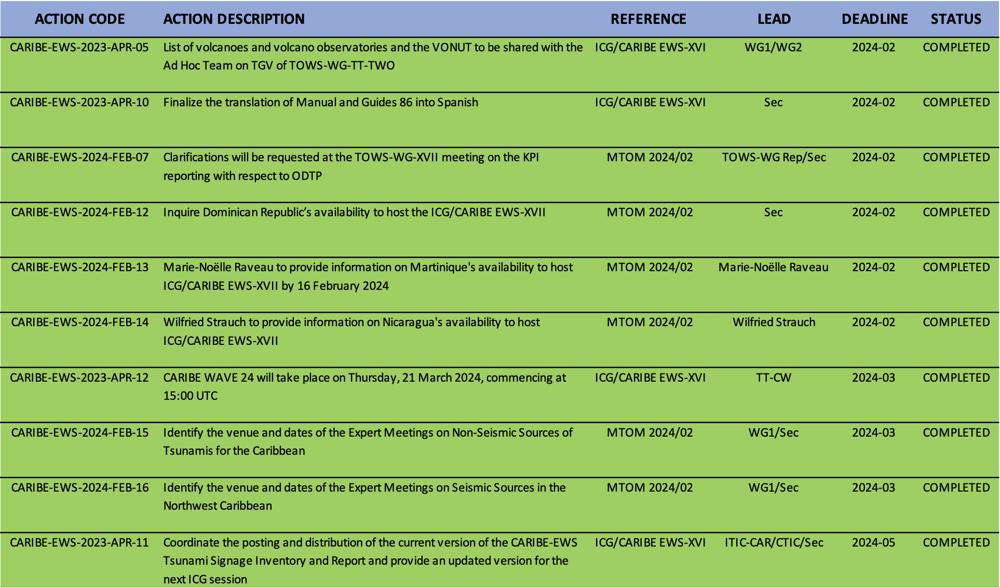 ACTION CODE ACTION DESCRIPTION REFERENCE LEAD DEADLINE STATUS
CARIBE-EWS-2023-APR-05 List of volcanoes and volcano observatories and the VONUT to be shared with the ICG/CARIBE EWS-XVI WG1/WG2 2024-02 COMPLETED
Ad Hoc Team on TGV of TOWS-WG-TT-TWO
CARIBE-EWS-2023-APR-10 Finalize the translation of Manual and Guides 86 into Spanish ICG/CARIBE EWS-XVI Sec 2024-02 COMPLETED
CARIBE-EWS-2024-FEB-07 Clarifications will be requested at the TOWS-WG-XVII meeting on the KPI MTOM 2024/02 TOWS-WG Rep/Sec 2024-02 COMPLETED
reporting with respect to ODTP
CARIBE-EWS-2024-FEB-12 Inquire Dominican Republic’s availability to host the ICG/CARIBE EWS-XVII MTOM 2024/02 Sec 2024-02 COMPLETED
CARIBE-EWS-2024-FEB-13 Marie-Noëlle Raveau to provide information on Martinique's availability to host MTOM 2024/02 Marie-Noëlle Raveau 2024-02 COMPLETED
ICG/CARIBE EWS-XVII by 16 February 2024
CARIBE-EWS-2024-FEB-14 Wilfried Strauch to provide information on Nicaragua's availability to host MTOM 2024/02 Wilfried Strauch 2024-02 COMPLETED
ICG/CARIBE EWS-XVII
CARIBE-EWS-2023-APR-12 CARIBE WAVE 24 will take place on Thursday, 21 March 2024, commencing at ICG/CARIBE EWS-XVI TT-CW 2024-03 COMPLETED
15:00 UTC
CARIBE-EWS-2024-FEB-15 Identify the venue and dates of the Expert Meetings on Non-Seismic Sources of MTOM 2024/02 WG1/Sec 2024-03 COMPLETED
Tsunamis for the Caribbean
CARIBE-EWS-2024-FEB-16 Identify the venue and dates of the Expert Meetings on Seismic Sources in the MTOM 2024/02 WG1/Sec 2024-03 COMPLETED
Northwest Caribbean
CARIBE-EWS-2023-APR-11 Coordinate the posting and distribution of the current version of the CARIBE-EWS ICG/CARIBE EWS-XVI ITIC-CAR/CTIC/Sec 2024-05 COMPLETED
Tsunami Signage Inventory and Report and provide an updated version for the
next ICG session